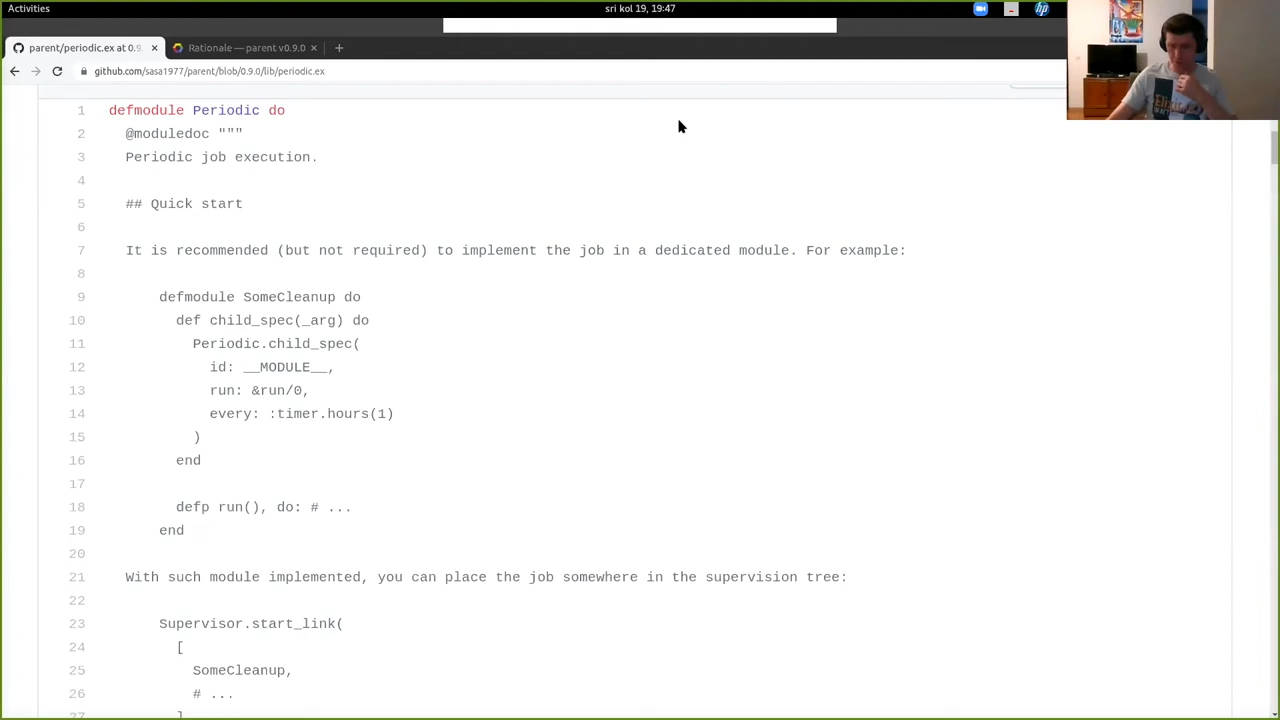 Activities
sri kol 19, 19:47
parent/periodic.ex at 0.9.
Rationale — parent v0.9.0
github.com/sasa1977/parent/blob/0.9.0/lib/periodic.ex
1 defmodule Periodic do
2 @moduledoc """
3 Periodic job execution.
4
5 ## Quick start
6
7 It is recommended (but not required) to implement the job in a dedicated module. For example:
8
9 defmodule SomeCleanup do
10 def child_spec(_arg) do
11 Periodic.child_spec(
12 id: __MODULE__,
13 run: &run/0,
14 every: :timer.hours(1)
15 )
16 end
17
18 defp run(), do: # ...
19 end
20
21 With such module implemented, you can place the job somewhere in the supervision tree:
22
23 Supervisor.start_link(
24 [
25 SomeCleanup,
26 # ...
27 ]